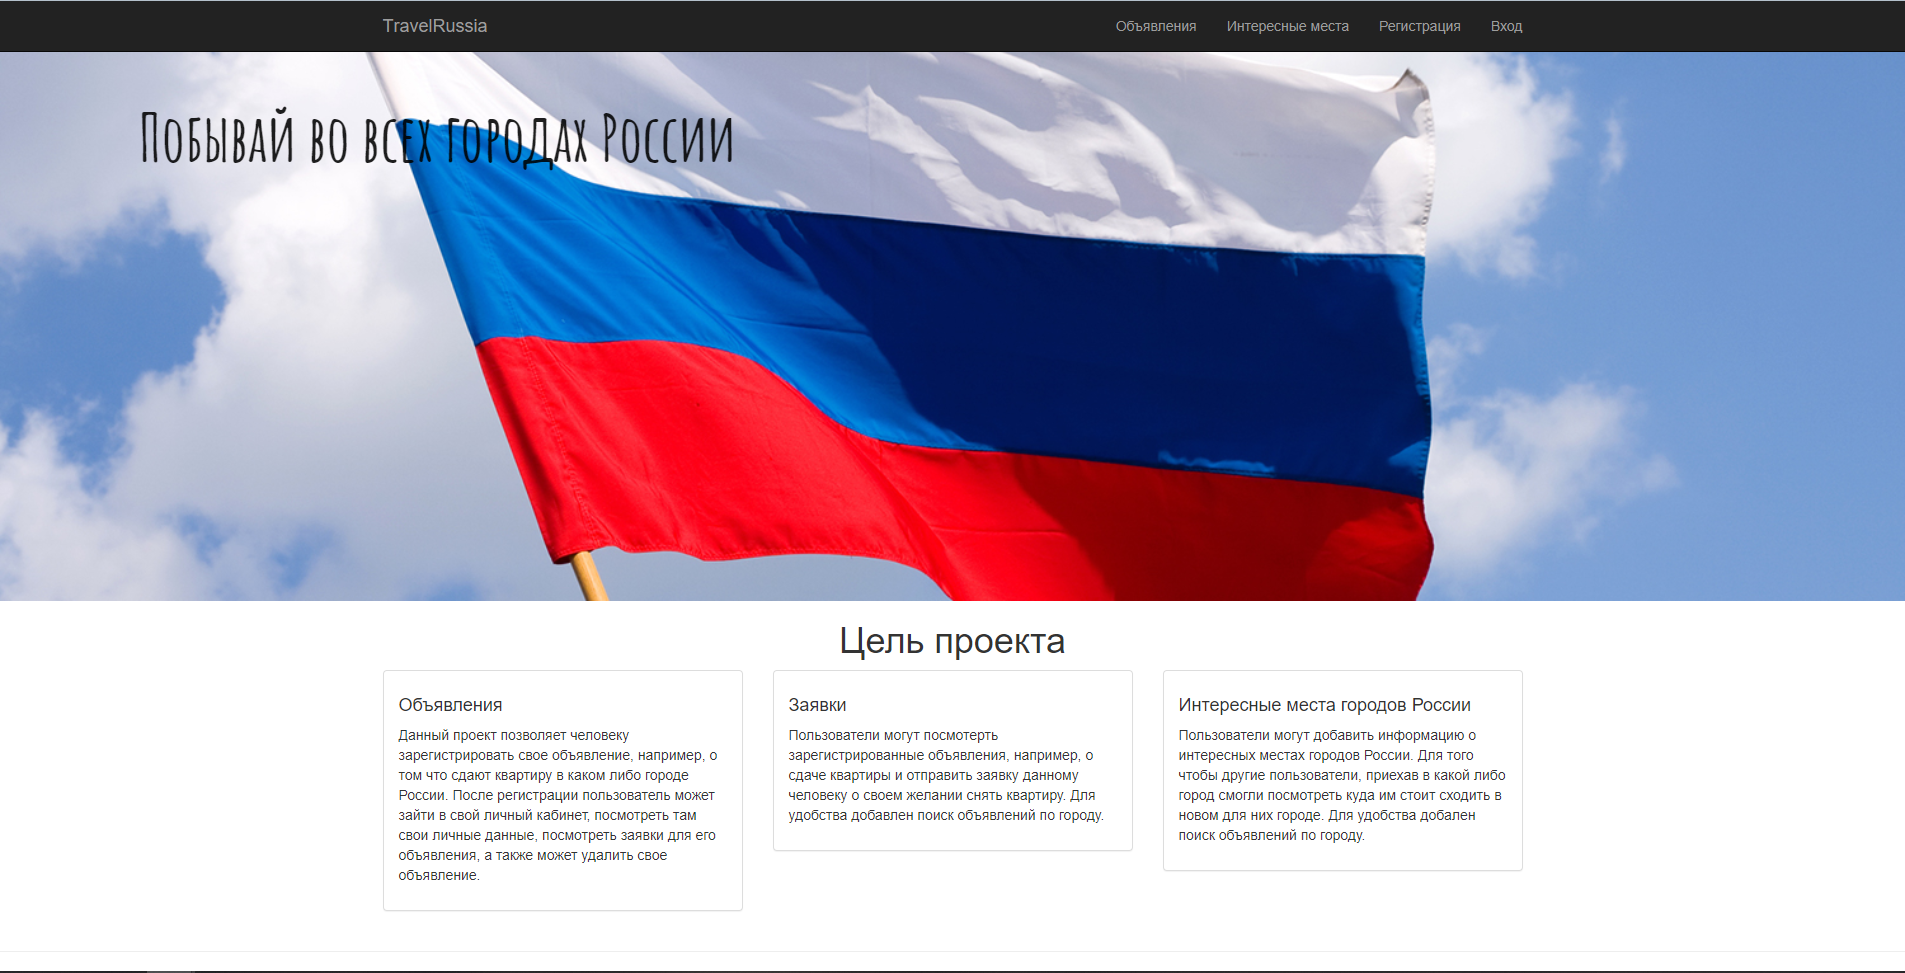 TravelRussia
Объявления
Интересные места
Регистрация
Вход
Побывай во всех городах России
Цель проекта
Объявления
Данный проект позволяет человеку
зарегистрировать свое объявление, например, о
том что сдают квартиру в каком либо городе
России. После регистрации пользователь может
зайти в свой личный кабинет, посмотреть там
свои личные данные, посмотреть заявки для его
объявления, а также может удалить свое
объявление.
Заявки
Пользователи могут посмотерть
зарегистрированные объявления, например, о
сдаче квартиры и отправить заявку данному
человеку о своем желании снять квартиру. Для
удобства добавлен поиск объявлений по городу.
Интересные места городов России
Пользователи могут добавить информацию о
интересных местах городов России. Для того
чтобы другие пользователи, приехав в какой либо
город смогли посмотреть куда им стоит сходить в
новом для них городе. Для удобства добален
поиск объявлений по городу.